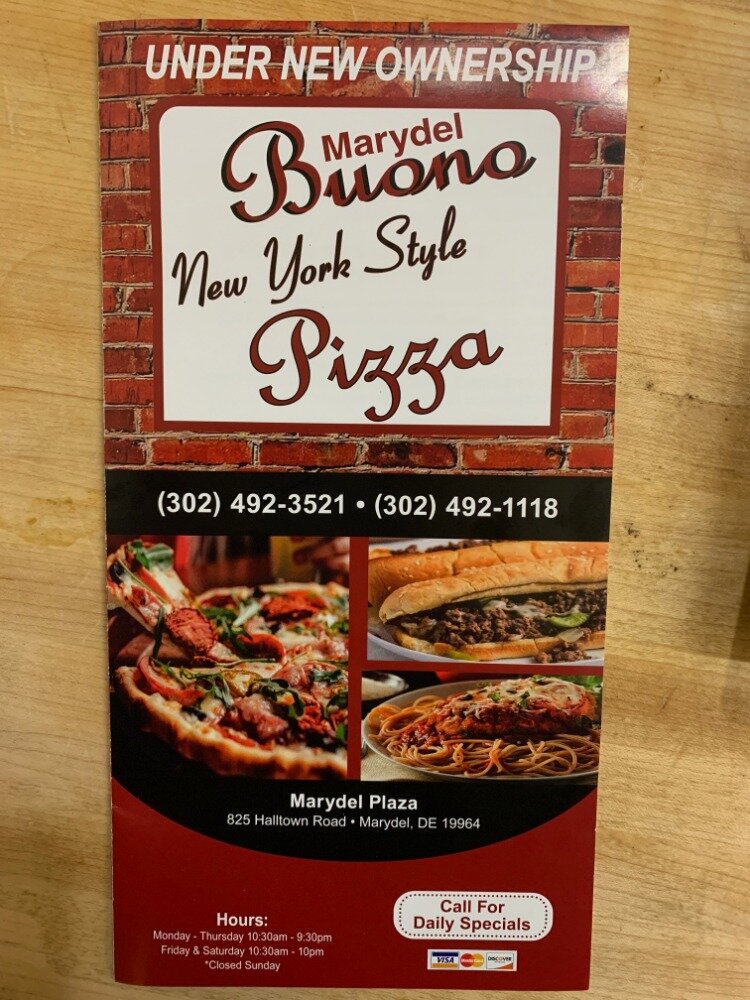 UNDER NEW OWNERSHIP
Marydel
Buono
New York Style
Pizza
(302) 492-3521 • (302) 492-1118
Marydel Plaza
825 Halltown Road • Marydel, DE 19964
Hours:
Monday - Thursday 10:30am - 9:30pm
Friday & Saturday 10:30am - 10pm
*Closed Sunday
Call For
Daily Specials
VISA MasterCard DISCOVER